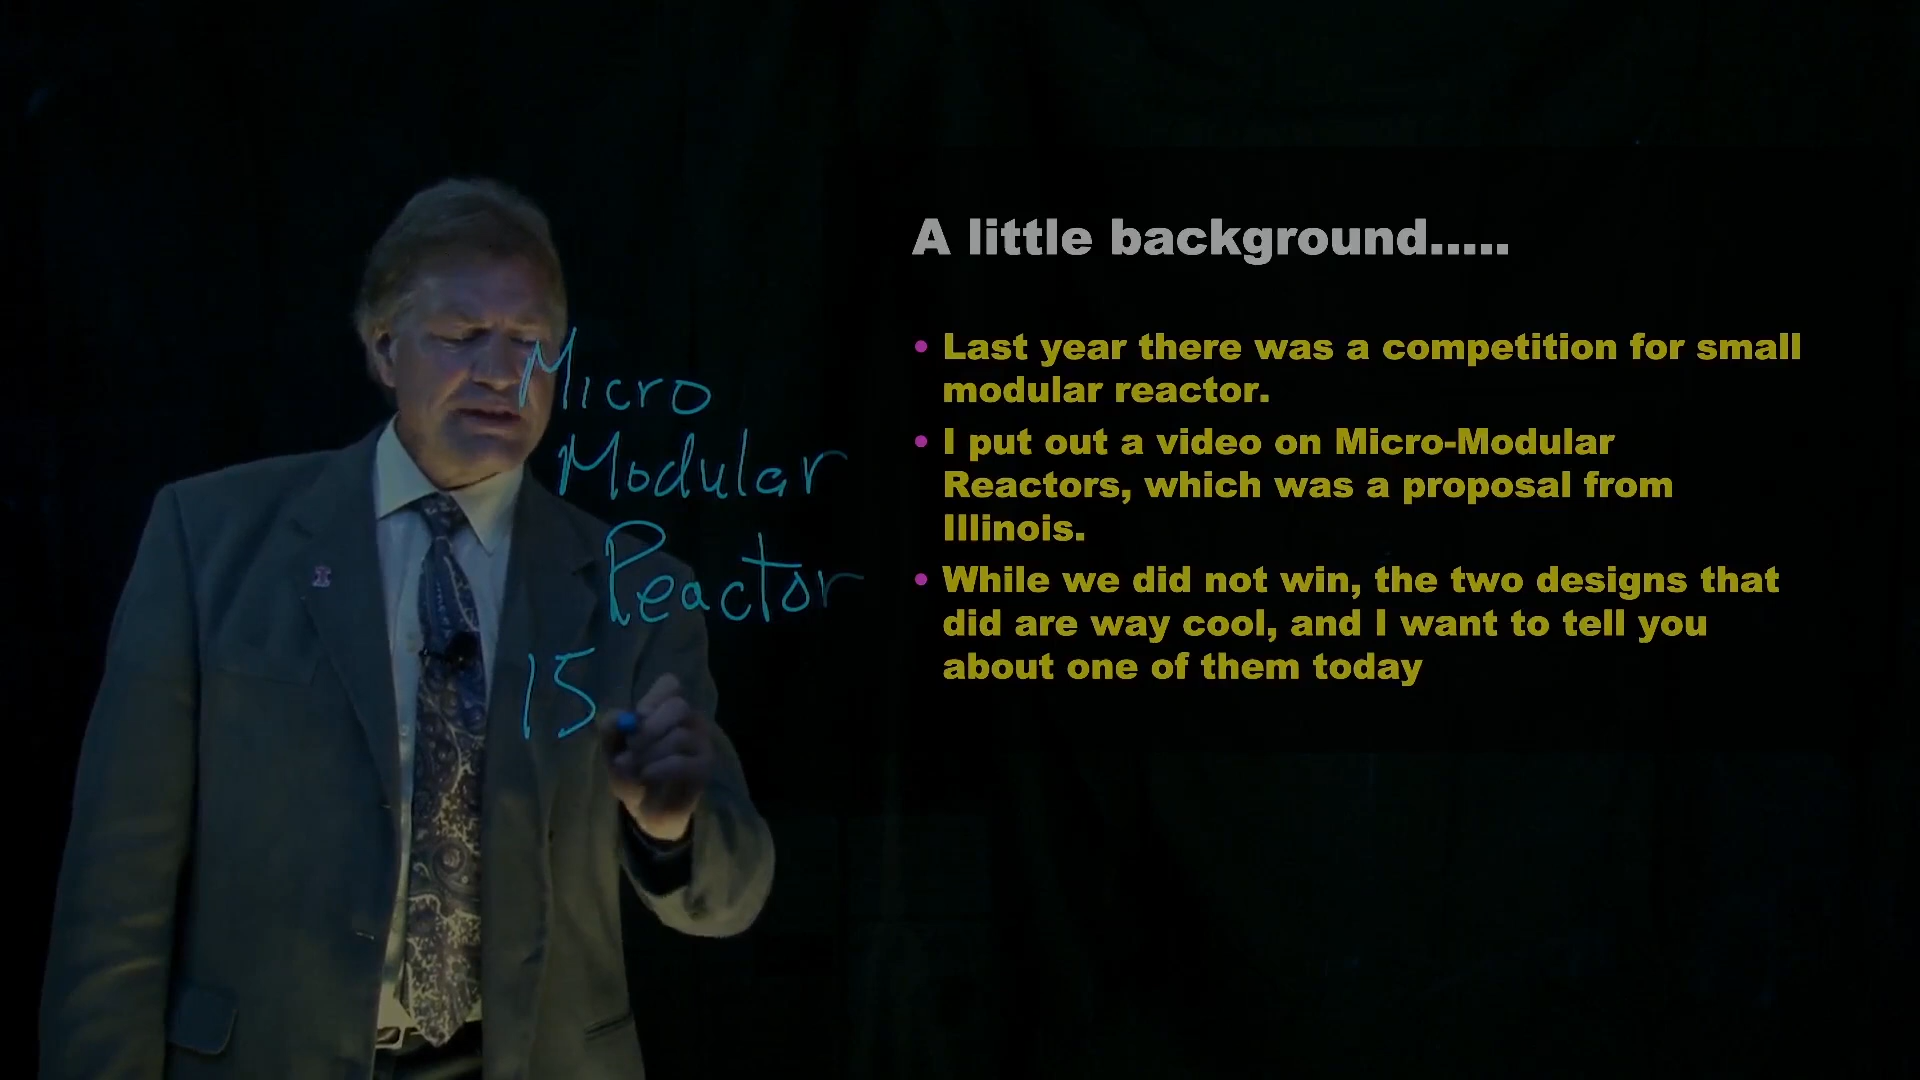 Micro
Modular
Reactor
15
A little background.....
• Last year there was a competition for small
modular reactor.
• I put out a video on Micro-Modular
Reactors, which was a proposal from
Illinois.
• While we did not win, the two designs that
did are way cool, and I want to tell you
about one of them today